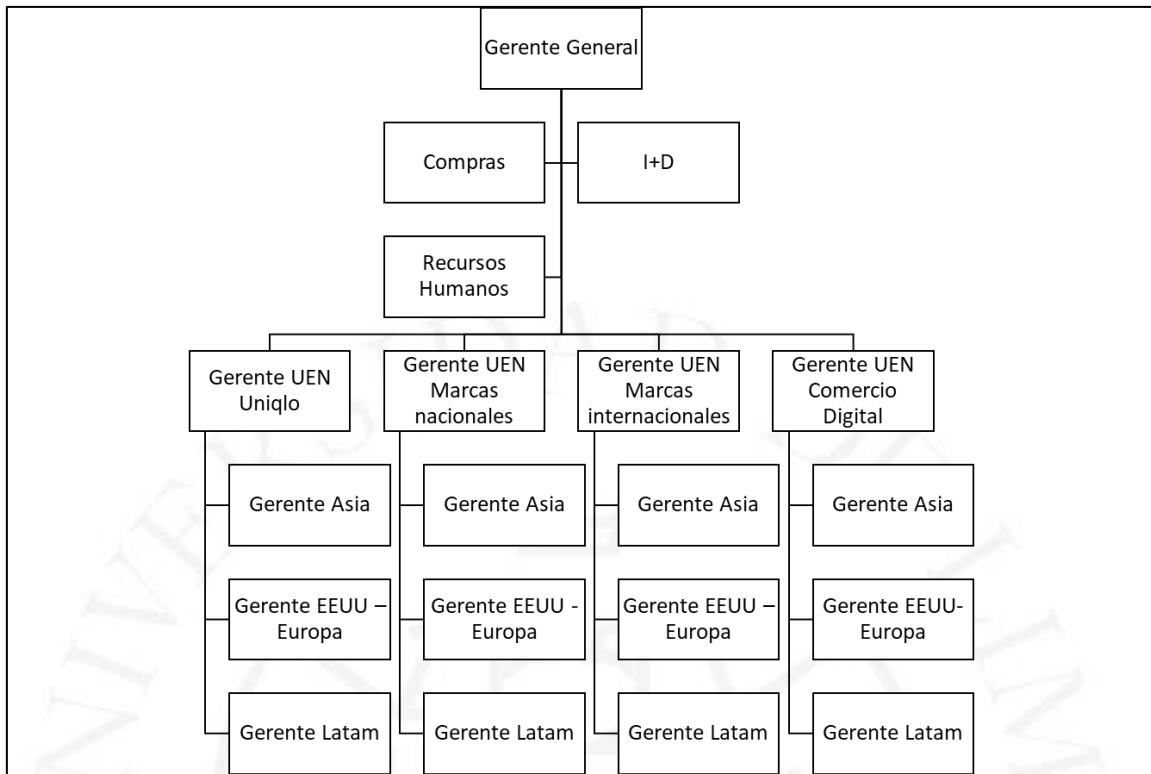 Gerente General
Compras
I+D
Recursos
Humanos
Gerente UEN
Uniqlo
Gerente UEN
Marcas
nacionales
Gerente UEN
Marcas
internacionales
Gerente UEN
Comercio
Digital
Gerente Asia
Gerente Asia
Gerente Asia
Gerente Asia
Gerente EEUU –
Europa
Gerente EEUU -
Europa
Gerente EEUU –
Europa
Gerente EEUU-
Europa
Gerente Latam
Gerente Latam
Gerente Latam
Gerente Latam